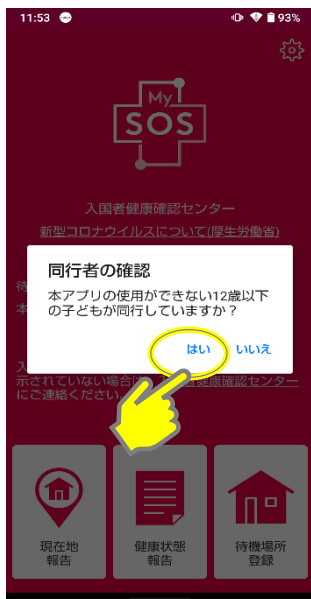 11:53
93%
My
SOS
入国者健康確認センター
新型コロナウイルスについて(厚生労働省)
待
本
同行者の確認
本アプリの使用ができない12歳以下
の子どもが同行していますか？
はい
いいえ
入
示されていない場合は、
健康確認センター
にご連絡くださ
現在地
報告
健康状態
報告
待機場所
登録